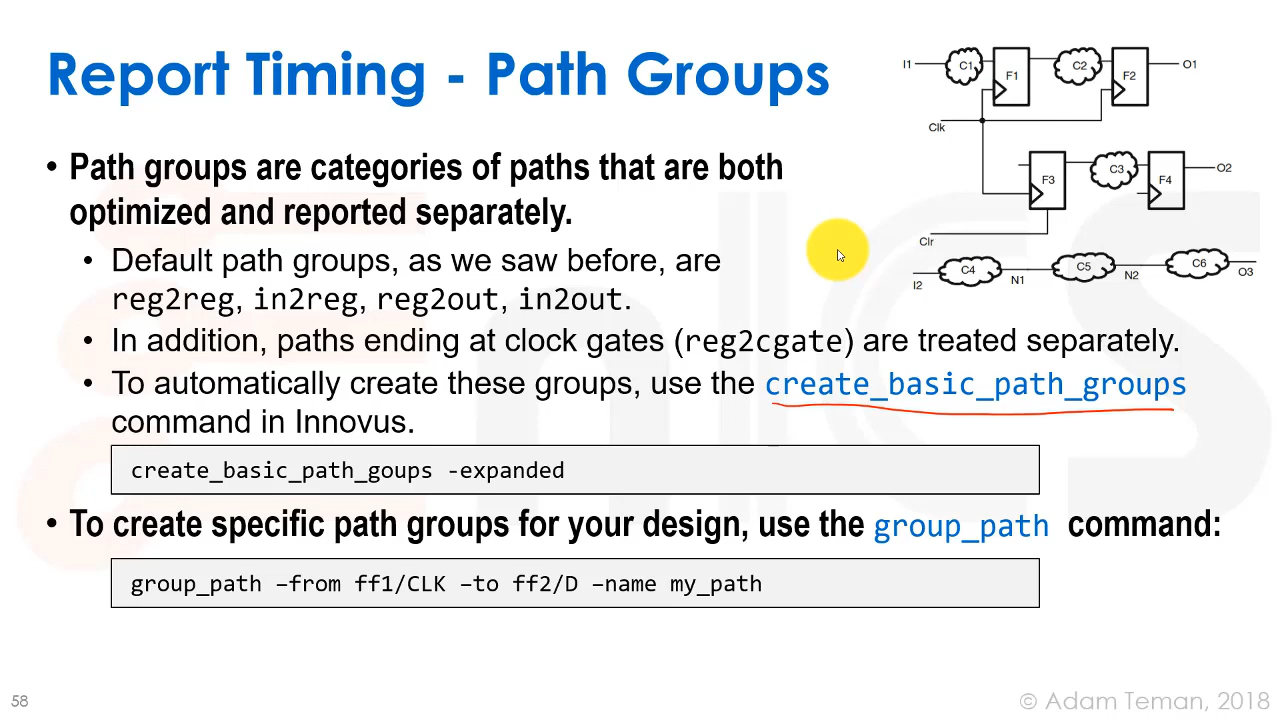 Report Timing - Path Groups
• Path groups are categories of paths that are both
optimized and reported separately.
• Default path groups, as we saw before, are
reg2reg, in2reg, reg2out, in2out.
• In addition, paths ending at clock gates (reg2cgate) are treated separately.
• To automatically create these groups, use the create_basic_path_groups
command in Innovus.
create_basic_path_goups -expanded
• To create specific path groups for your design, use the group_path command:
group_path –from ff1/CLK –to ff2/D –name my_path
I1 C1 F1 C2 F2 O1
Clk
F3 C3 F4 O2
Clr
I2 C4 N1 C5 N2 C6 O3
58
© Adam Teman, 2018